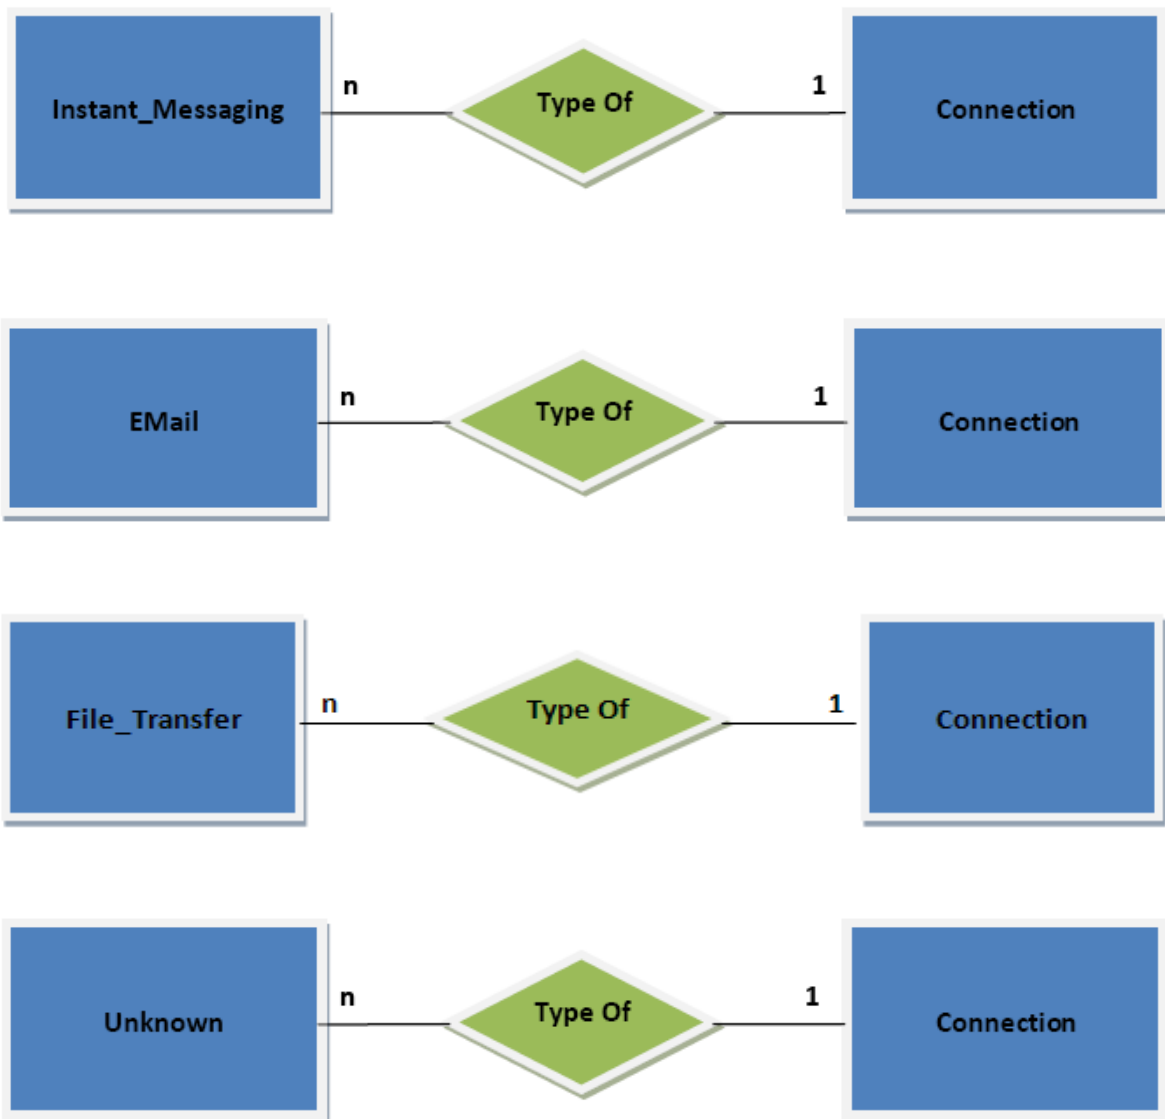 n
1
Instant_Messaging
Type Of
Connection
n
1
EMail
Type Of
Connection
n
1
File_Transfer
Type Of
Connection
n
1
Unknown
Type Of
Connection